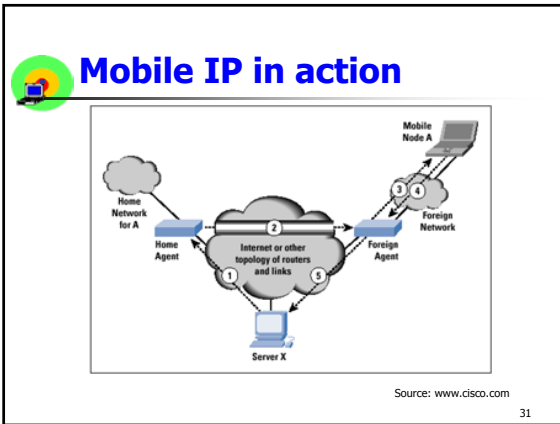 Mobile IP in action
Mobile
Node A
3
4
Home
Network
for A
Foreign
Network
2
Home
Agent
Internet or other
topology of routers
and links
Foreign
Agent
1
5
Server X
Source: www.cisco.com
31